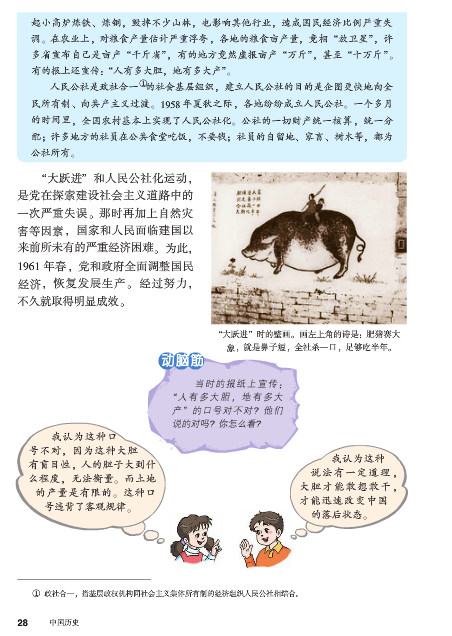 起小高炉炼铁、炼钢，毁掉不少山林，也影响其他行业，造成国民经济比例严重失
调。在农业上，对粮食产量估计严重浮夸，各地的粮食亩产量，竞相“放卫星”，许
多省宣布自己是亩产“千斤省”，有的地方竟然虚报亩产“万斤”，甚至“十万斤”。
有的报上还宣传：“人有多大胆，地有多大产”。
人民公社是政社合一①的社会基层组织，建立人民公社的目的是企图更快地向全
民所有制、向共产主义过渡。1958年夏秋之际，各地纷纷成立人民公社。一个多月
的时间里，全国农村基本上实现了人民公社化。公社的一切财产统一核算，统一分
配；许多地方的社员在公共食堂吃饭，不要钱；社员的自留地、家畜、树木等，都为
公社所有。
“大跃进”和人民公社化运动，
是党在探索建设社会主义道路中的
一次严重失误。那时再加上自然灾
害等因素，国家和人民面临建国以
来前所未有的严重经济困难。为此，
1961年春，党和政府全面调整国民
经济，恢复发展生产。经过努力，
不久就取得明显成效。
“大跃进”时的壁画。画左上角的诗是：肥猪赛大
象，就是鼻子短，全社杀一口，足够吃半年。
动脑筋
当时的报纸上宣传：
“人有多大胆，地有多大
产”的口号对不对？他们
说的对吗？你怎么看？
我认为这种口
号不对，因为这种大胆
有盲目性，人的胆子大到什
么程度，无法衡量。而土地
的产量是有限的。这种口
号违背了客观规律。
我认为这种
说法有一定道理，
大胆才能敢想敢干，
才能迅速改变中国
的落后状态。
① 政社合一，指基层政权机构同社会主义集体所有制的经济组织人民公社相结合。
28 中国历史